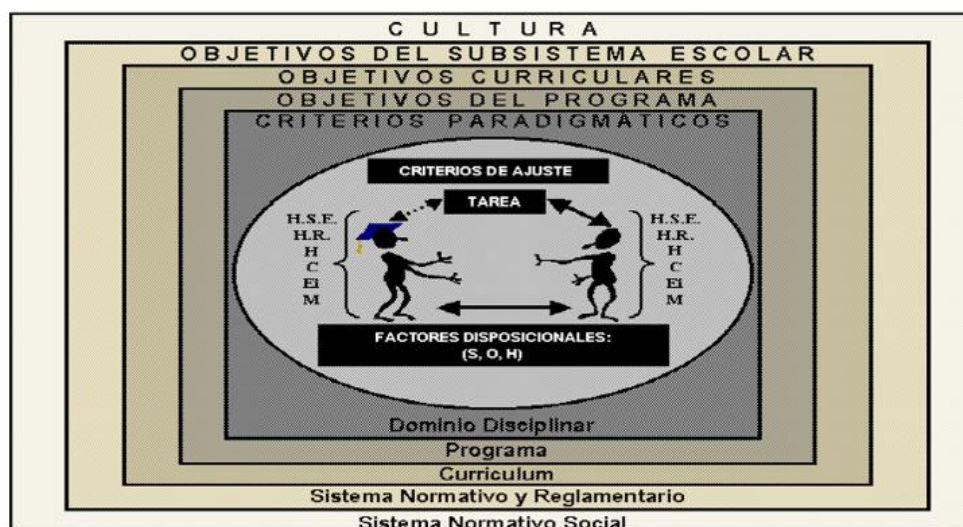 CULTURA
OBJETIVOS DEL SUBSISTEMA ESCOLAR
OBJETIVOS CURRICULARES
OBJETIVOS DEL PROGRAMA
CRITERIOS PARADIGMÁTICOS
CRITERIOS DE AJUSTE
TAREA
H.S.E.
H.R.
H
C
Ei
M
H.S.E.
H.R.
H
C
Ei
M
FACTORES DISPOSICIONALES:
(S, O, H)
Dominio Disciplinar
Programa
Curriculum
Sistema Normativo y Reglamentario
Sistema Normativo Social